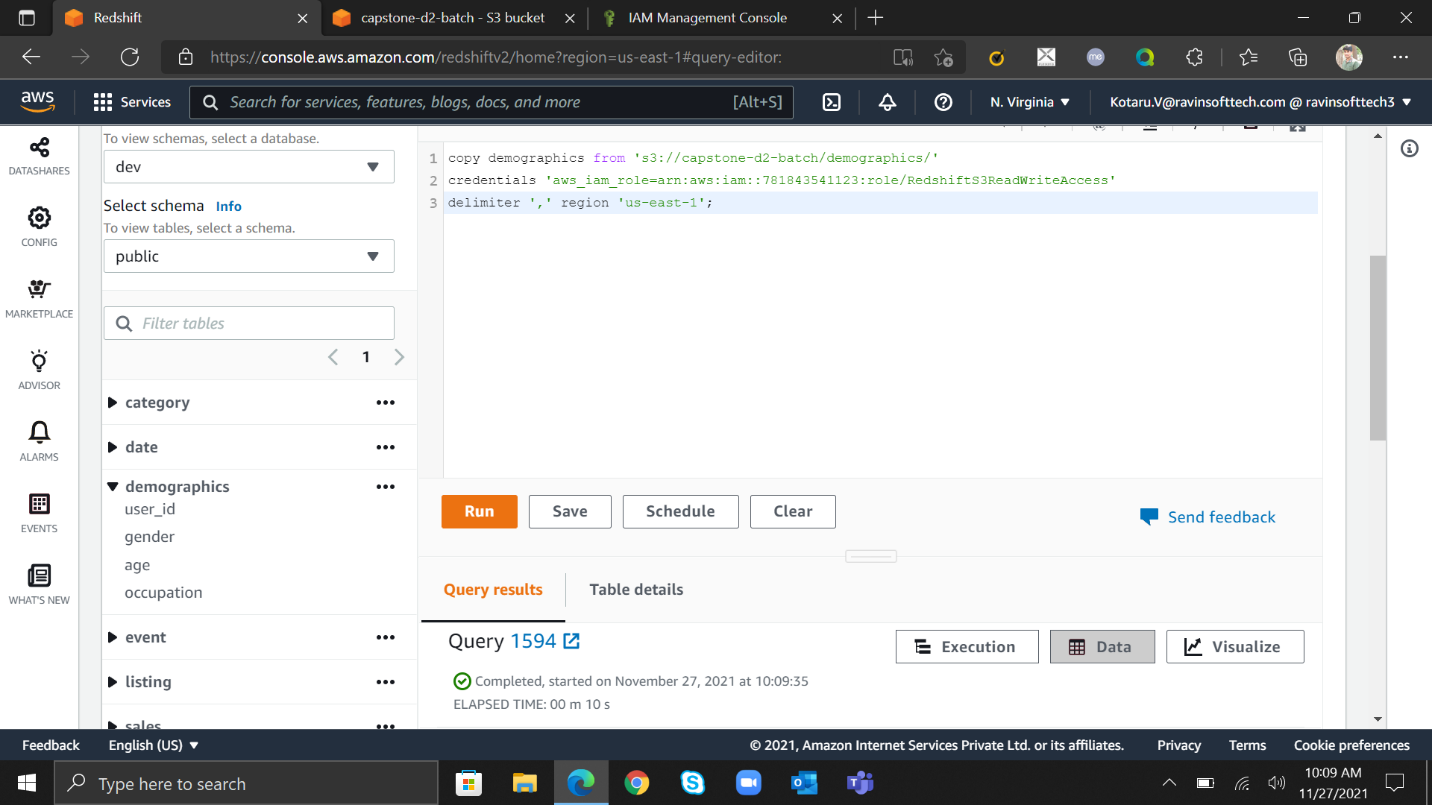 Redshift
capstone-d2-batch - S3 bucket
IAM Management Console
https://console.aws.amazon.com/redshiftv2/home?region=us-east-1#query-editor:
me
aws
Services
Search for services, features, blogs, docs, and more
[Alt+S]
N. Virginia ▼
Kotaru.V@ravinsofttech.com @ ravinsofttech3 ▼
DATASHARES
CONFIG
MARKETPLACE
ADVISOR
ALARMS
EVENTS
WHAT'S NEW
To view schemas, select a database.
dev
Select schema Info
To view tables, select a schema.
public
Filter tables
1
category
date
demographics
user_id
gender
age
occupation
event
listing
sales
1 copy demographics from 's3://capstone-d2-batch/demographics/'
2 credentials 'aws_iam_role=arn:aws:iam::781843541123:role/RedshiftS3ReadWriteAccess'
3 delimiter ',' region 'us-east-1';
Run
Save
Schedule
Clear
Send feedback
Query results
Table details
Query 1594
Execution
Data
Visualize
Completed, started on November 27, 2021 at 10:09:35
ELAPSED TIME: 00 m 10 s
Feedback
English (US) ▼
© 2021, Amazon Internet Services Private Ltd. or its affiliates.
Privacy
Terms
Cookie preferences
Type here to search
10:09 AM
11/27/2021